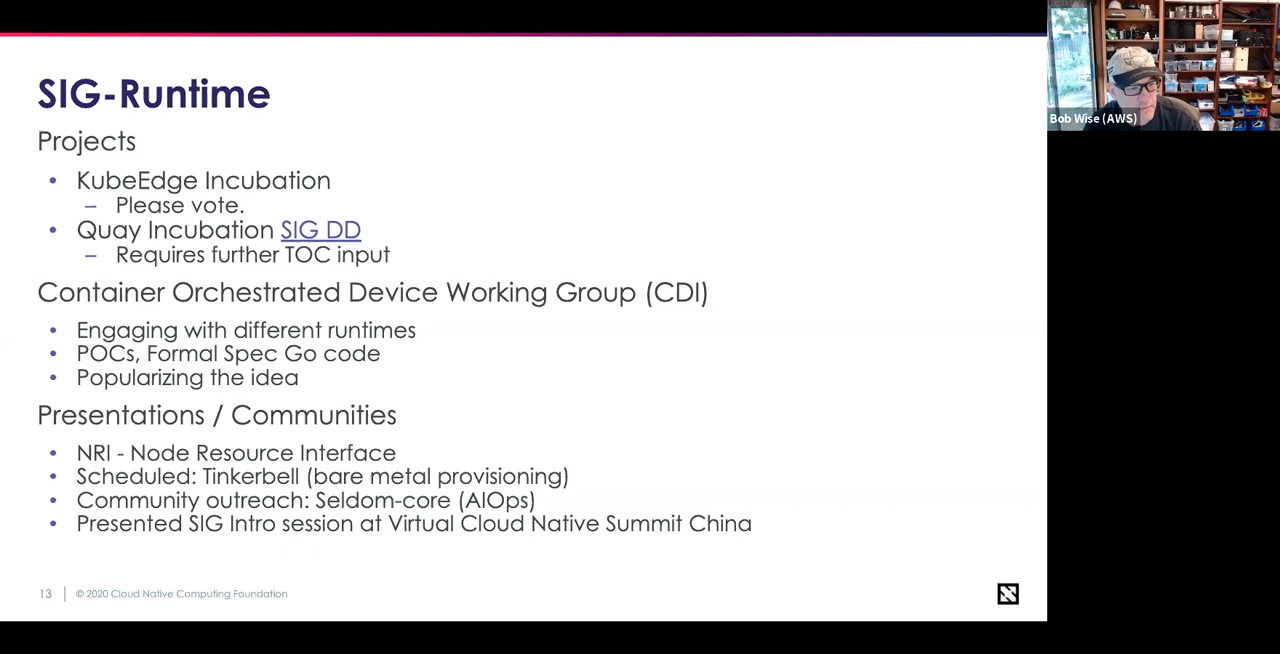 SIG-Runtime
Projects
• KubeEdge Incubation
– Please vote.
• Quay Incubation SIG DD
– Requires further TOC input
Container Orchestrated Device Working Group (CDI)
• Engaging with different runtimes
• POCs, Formal Spec Go code
• Popularizing the idea
Presentations / Communities
• NRI - Node Resource Interface
• Scheduled: Tinkerbell (bare metal provisioning)
• Community outreach: Seldom-core (AIOps)
• Presented SIG Intro session at Virtual Cloud Native Summit China
13 | © 2020 Cloud Native Computing Foundation
Bob Wise (AWS)